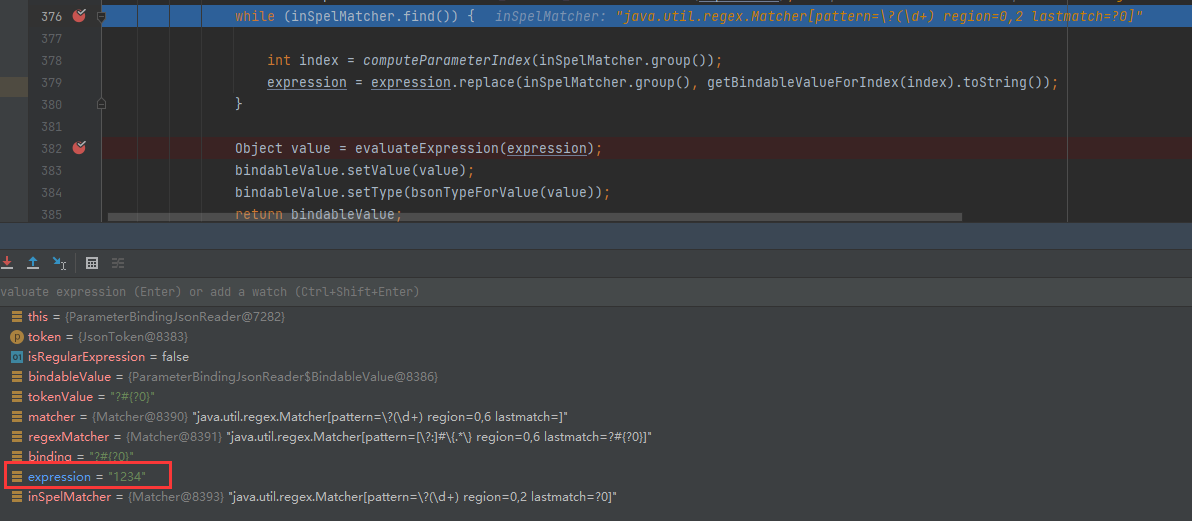 376 while (inSpelMatcher.find()) { inSpelMatcher: "java.util.regex.Matcher[pattern=\?(\d+) region=0,2 lastmatch=?0]"
377
378 int index = computeParameterIndex(inSpelMatcher.group());
379 expression = expression.replace(inSpelMatcher.group(), getBindableValueForIndex(index).toString());
380 }
381
382 Object value = evaluateExpression(expression);
383 bindableValue.setValue(value);
384 bindableValue.setType(bsonTypeForValue(value));
385 return bindableValue;
valuate expression (Enter) or add a watch (Ctrl+Shift+Enter)
this = {ParameterBindingJsonReader@7282}
p token = {JsonToken@8383}
01 isRegularExpression = false
bindableValue = {ParameterBindingJsonReader$BindableValue@8386}
tokenValue = "?#{?0}"
matcher = {Matcher@8390} "java.util.regex.Matcher[pattern=\?(\d+) region=0,6 lastmatch=]"
regexMatcher = {Matcher@8391} "java.util.regex.Matcher[pattern=[\?:]#\{.*\} region=0,6 lastmatch=?#{?0}]"
binding = "?#{?0}"
expression = "1234"
inSpelMatcher = {Matcher@8393} "java.util.regex.Matcher[pattern=\?(\d+) region=0,2 lastmatch=?0]"